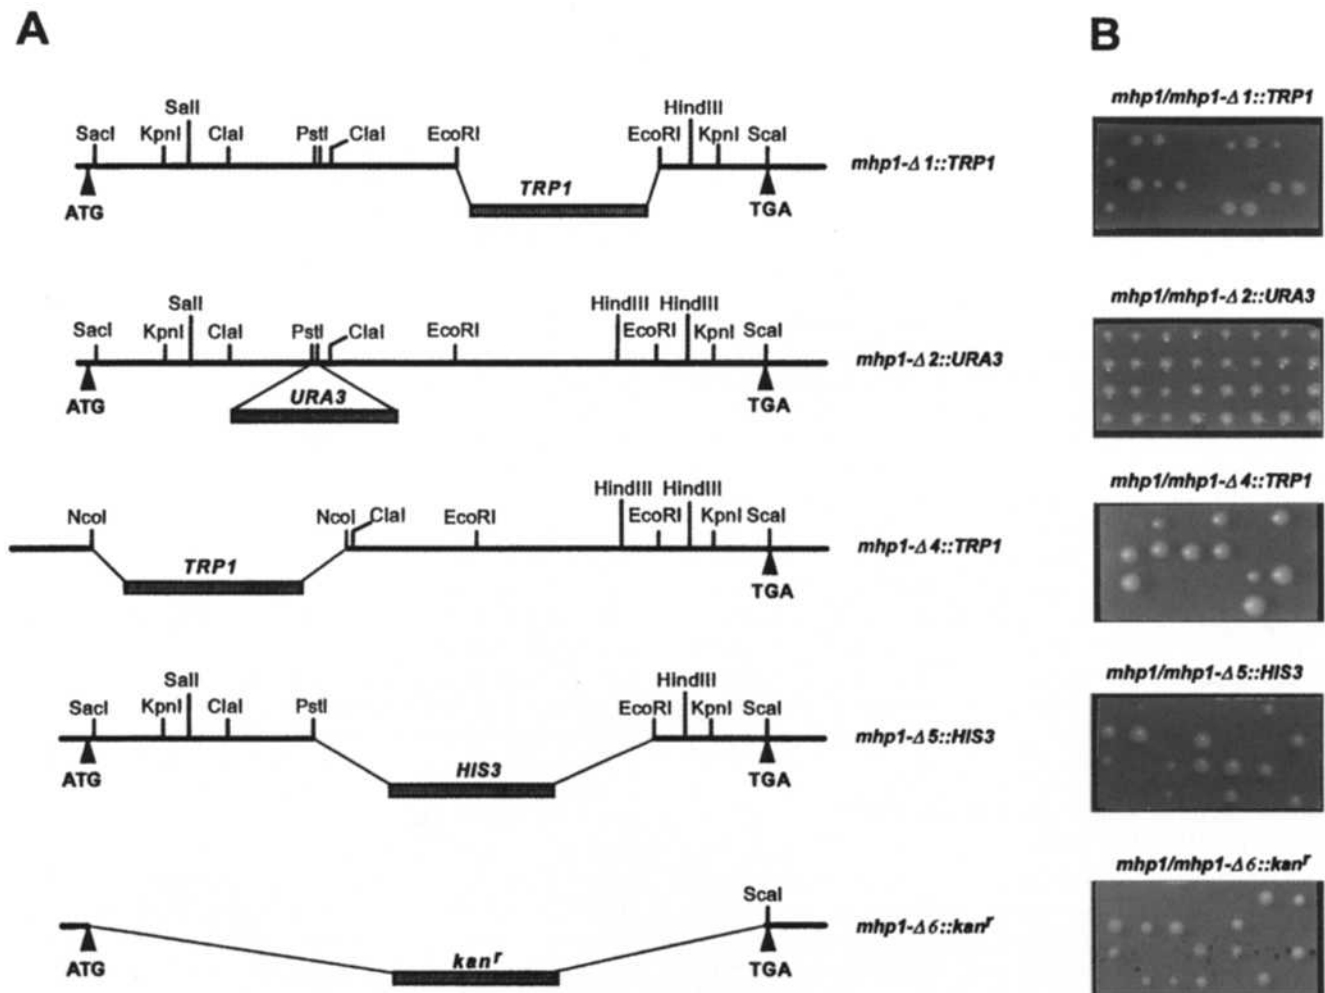 A
B
SalI
HindIII
SacI KpnI ClaI PstI ClaI EcoRI EcoRI KpnI ScaI
TRP1
ATG
TGA
mhp1-Δ1::TRP1
mhp1/mhp1-Δ1::TRP1
SalI
HindIII HindIII
SacI KpnI ClaI PstI ClaI EcoRI EcoRI KpnI ScaI
URA3
ATG
TGA
mhp1-Δ2::URA3
mhp1/mhp1-Δ2::URA3
HindIII HindIII
NcoI NcoI ClaI EcoRI EcoRI KpnI ScaI
TRP1
TGA
mhp1-Δ4::TRP1
mhp1/mhp1-Δ4::TRP1
SalI
HindIII
SacI KpnI ClaI PstI EcoRI KpnI ScaI
HIS3
ATG
TGA
mhp1-Δ5::HIS3
mhp1/mhp1-Δ5::HIS3
ScaI
kanr
ATG
TGA
mhp1-Δ6::kanr
mhp1/mhp1-Δ6::kanr